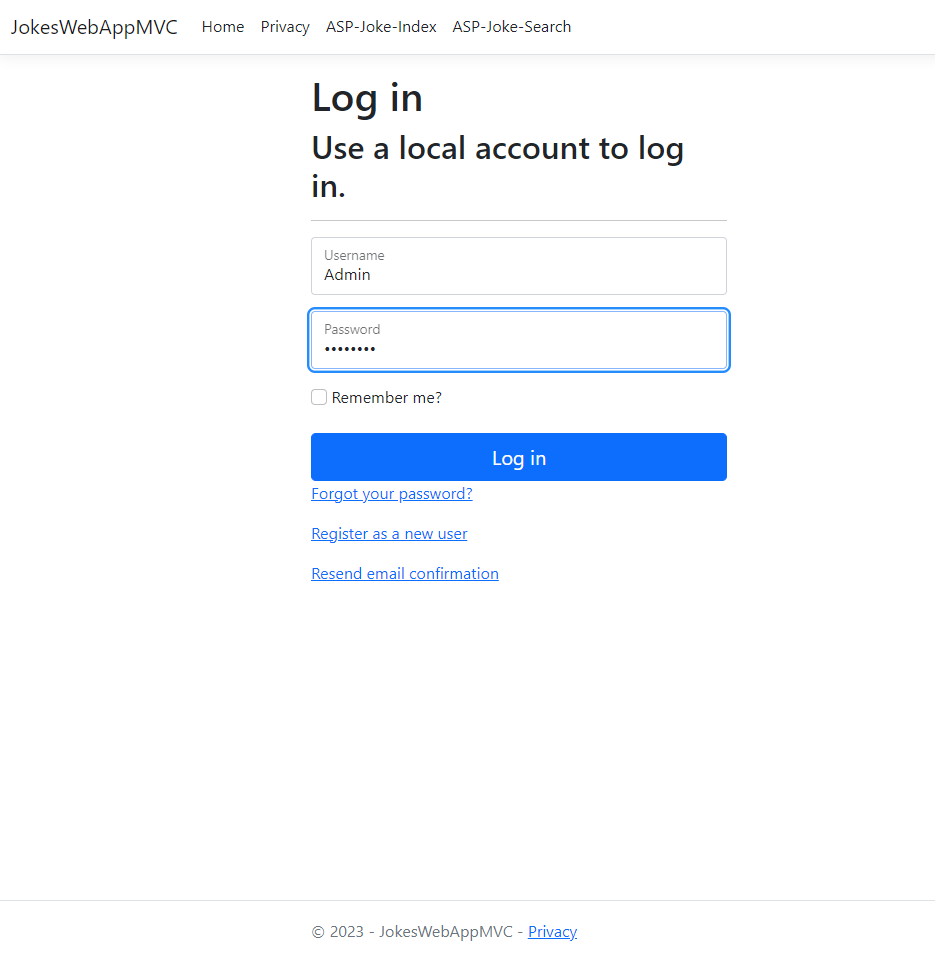 JokesWebAppMVC Home Privacy ASP-Joke-Index ASP-Joke-Search
Log in
Use a local account to log
in.
Username
Admin
Password
••••••••
Remember me?
Log in
Forgot your password?
Register as a new user
Resend email confirmation
© 2023 - JokesWebAppMVC - Privacy